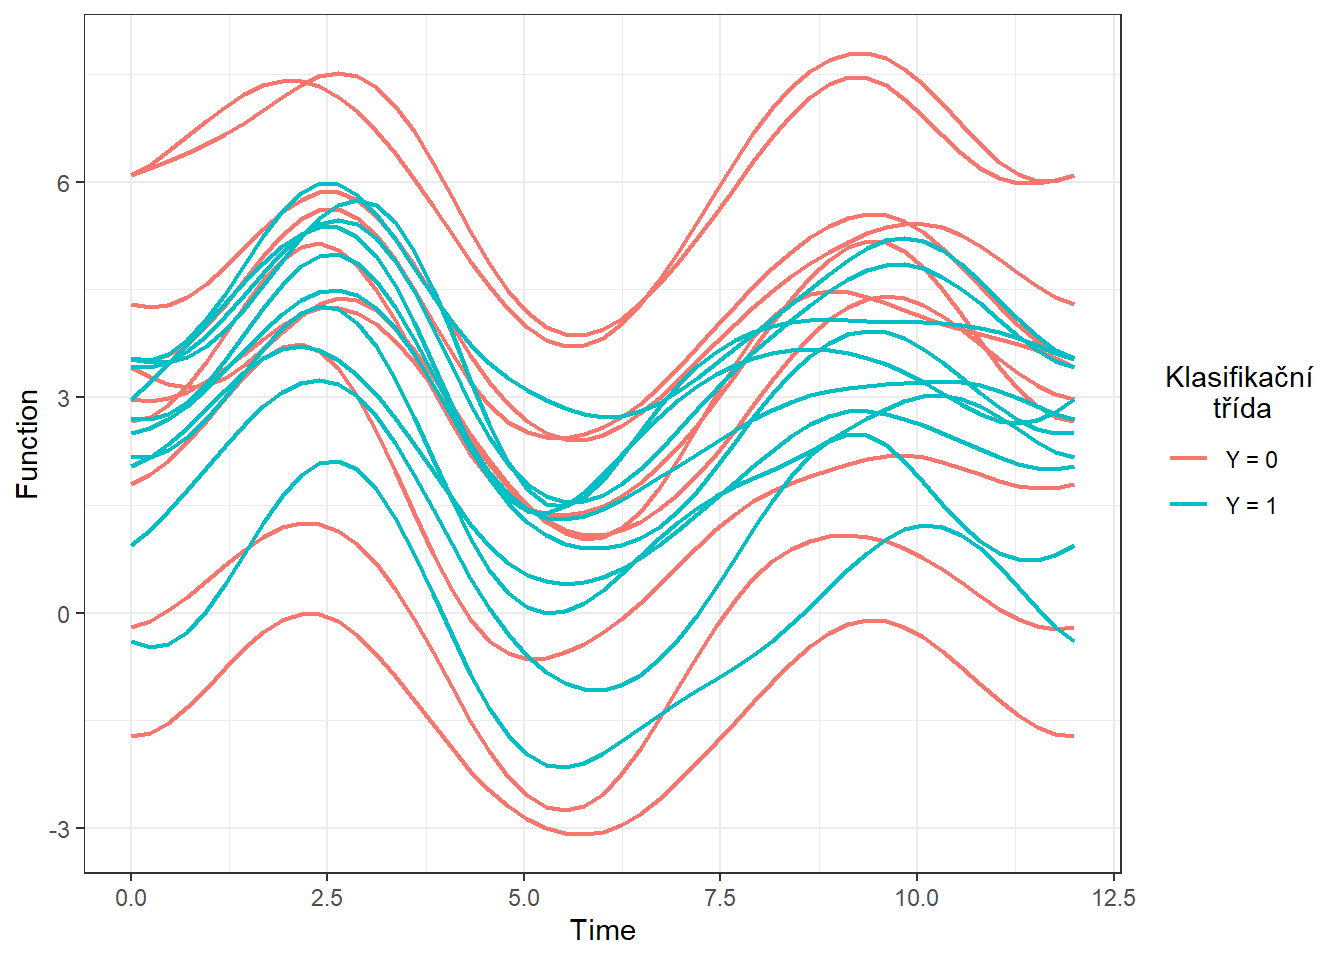 6
3
0
-3
Function
0.0
2.5
5.0
7.5
10.0
12.5
Time
Klasifikační
třída
Y = 0
Y = 1